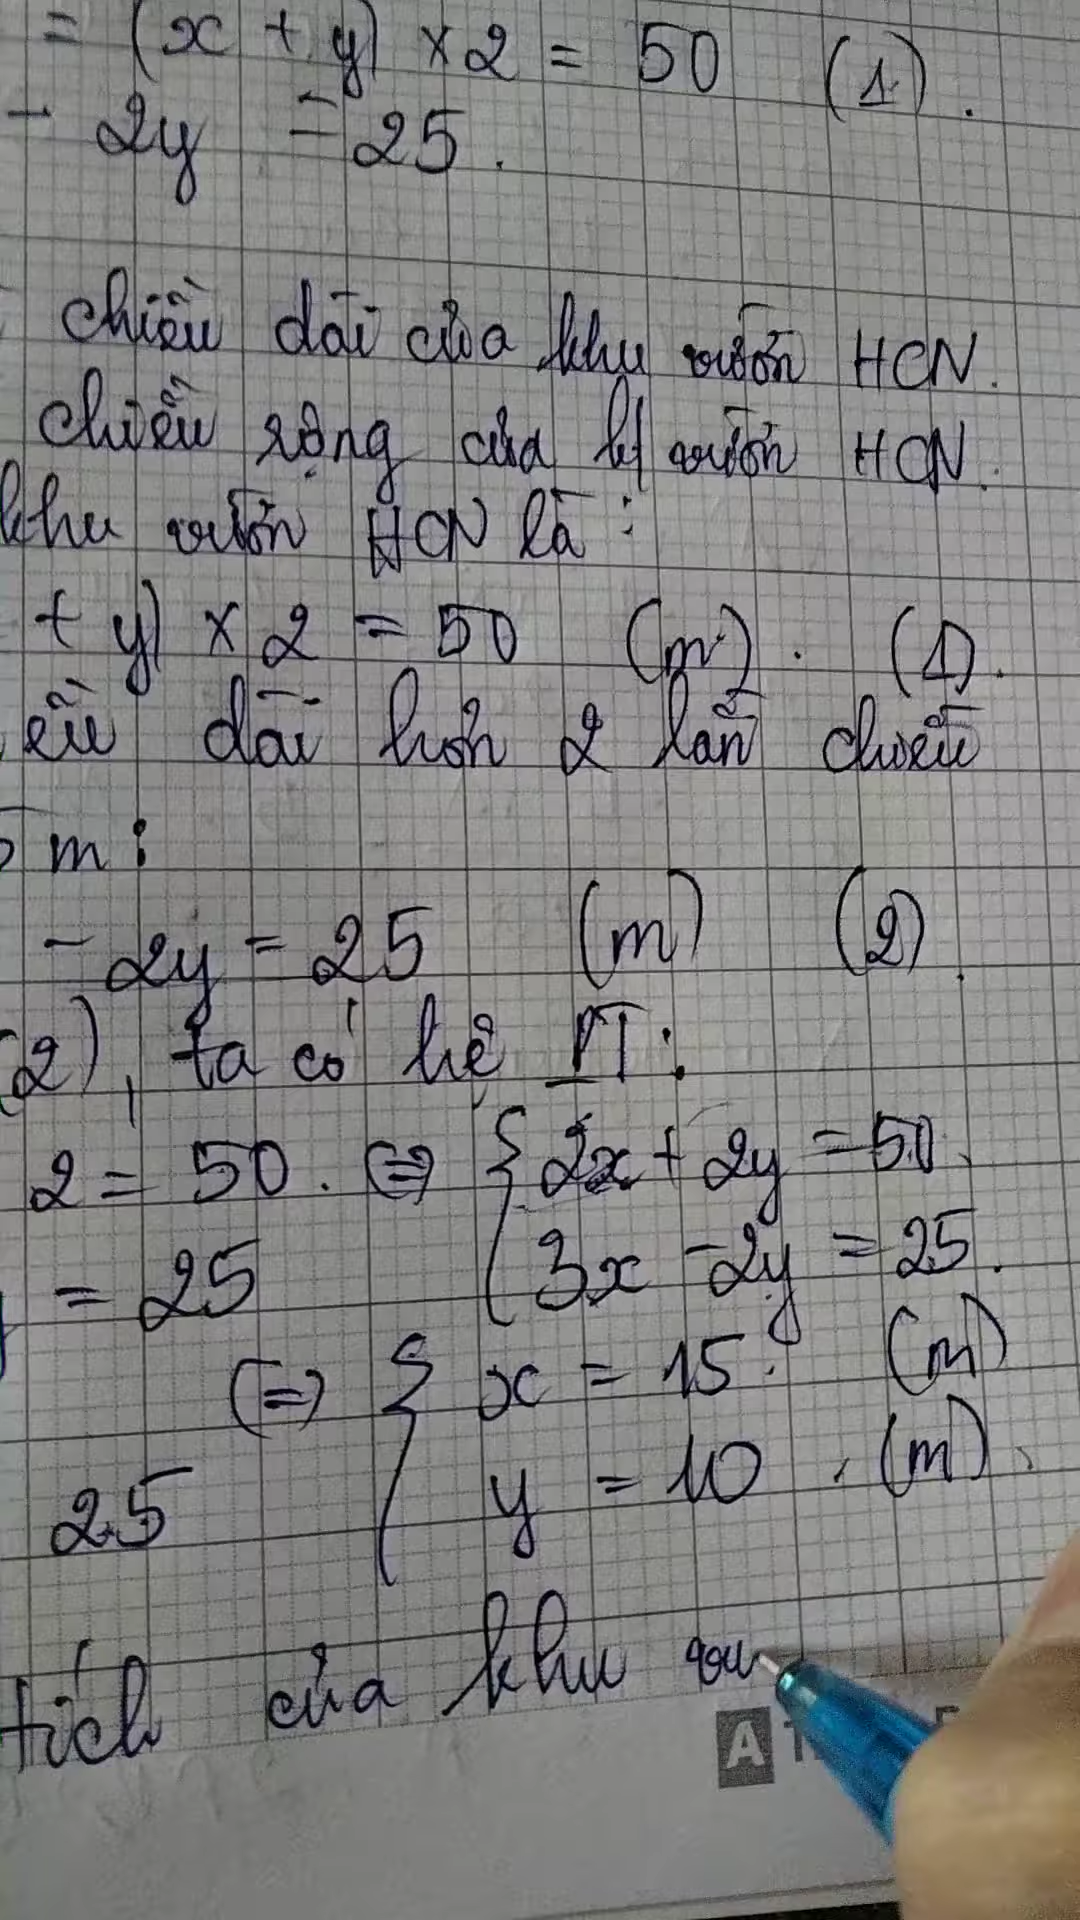 = (x + y) × 2 = 50 (1).
- 2y = 25.
chiều dài của khu vườn HCN.
chiều rộng của k/ vườn HCN.
khu vườn HCN là :
+ y) × 2 = 50 (m). (1).
ều dài hơn 2 lần chiều
m :
- 2y = 25 (m) (2).
(2), ta có hệ PT :
2 = 50. (=) { 2x + 2y = 50.
= 25 3x - 2y = 25.
(=) { x = 15. (m)
25 y = 10. (m).
tích của khu vư
A